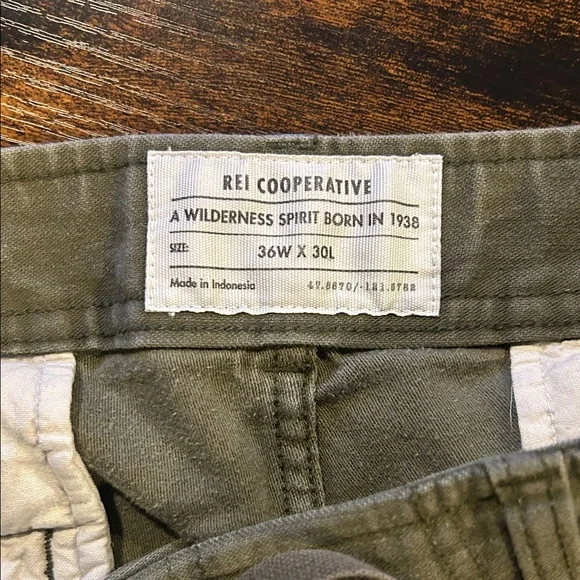 REI COOPERATIVE
A WILDERNESS SPIRIT BORN IN 1938
SIZE: 36W X 30L
Made in Indonesia